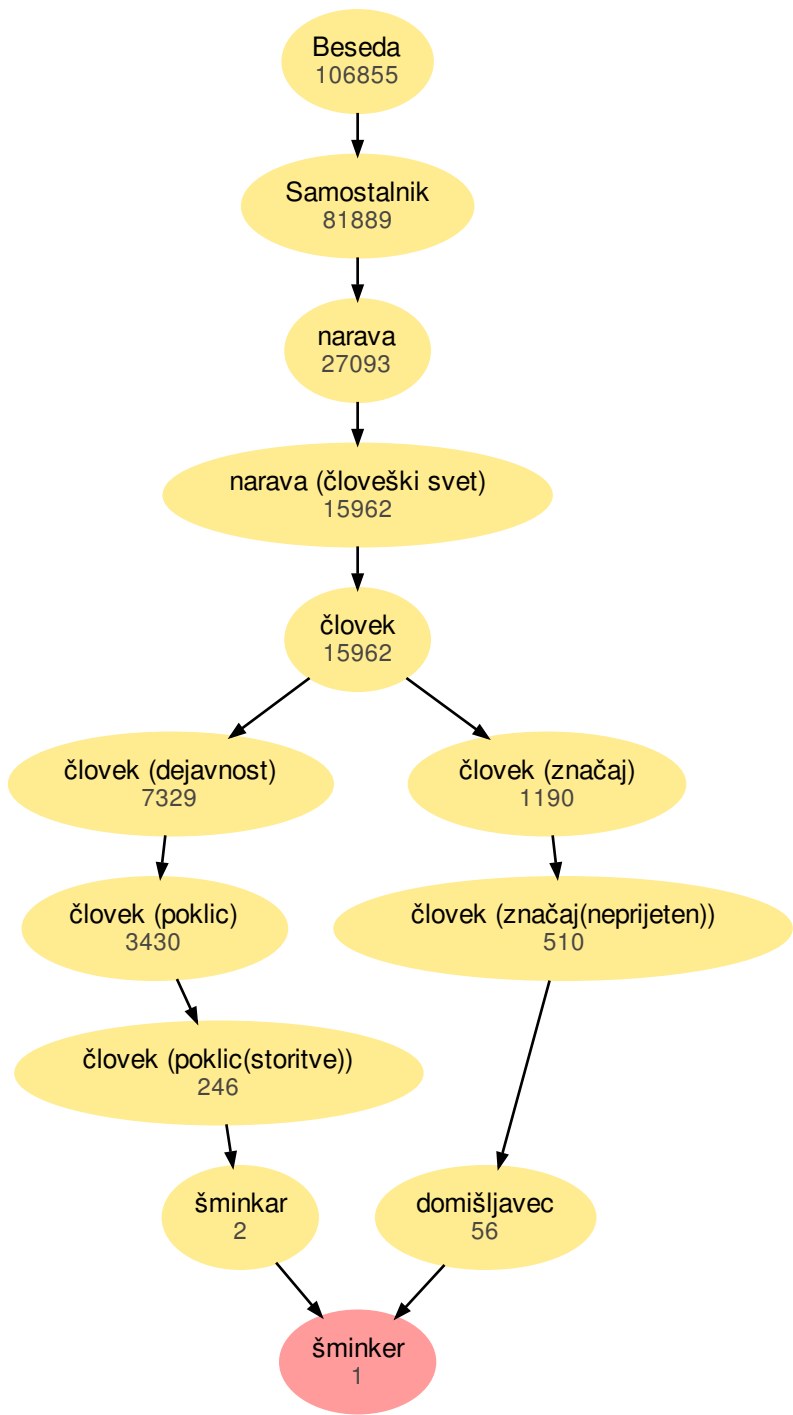 Beseda
106855
Samostalnik
81889
narava
27093
narava (človeški svet)
15962
človek
15962
človek (dejavnost)
7329
človek (značaj)
1190
človek (poklic)
3430
človek (značaj(neprijeten))
510
človek (poklic(storitve))
246
šminkar
2
domišljavec
56
šminker
1